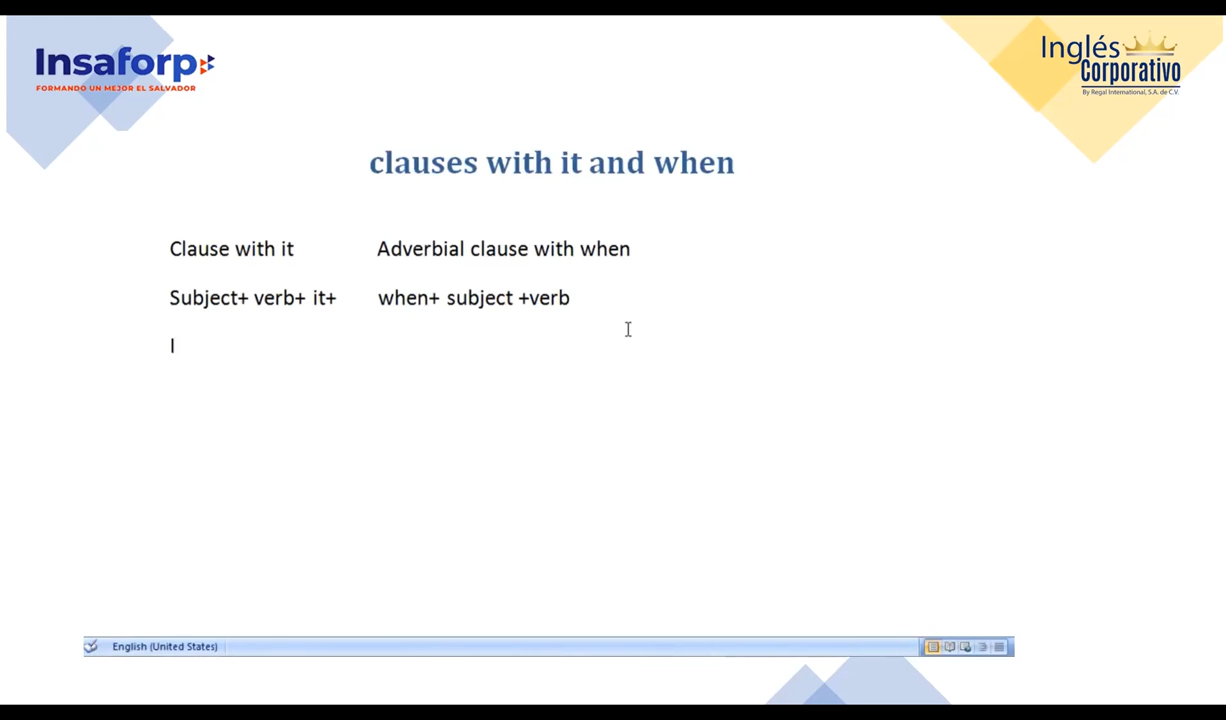 Insaforp
FORMANDO UN MEJOR EL SALVADOR
Inglés
Corporativo
By Regal International, S.A. de C.V.
clauses with it and when
Clause with it Adverbial clause with when
Subject+ verb+ it+ when+ subject +verb
I
English (United States)